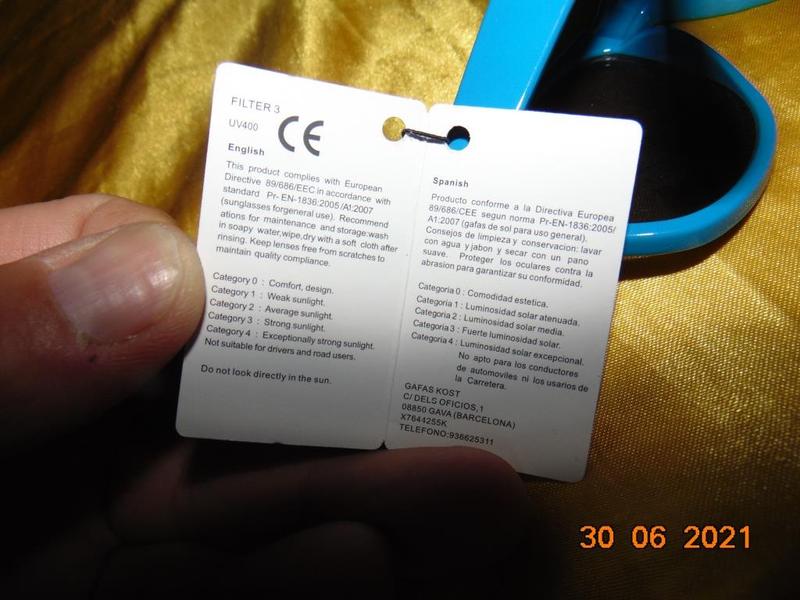 FILTER 3
UV400
CE
English
This product complies with European
Directive 89/686/EEC in accordance with
standard Pr-EN-1836:2005/A1:2007
(sunglasses forgeneral use). Recommend
ations for maintenance and storage:wash
in soapy water,wipe,dry with a soft cloth after
rinsing. Keep lenses free from scratches to
maintain quality compliance.
Category 0 : Comfort, design.
Category 1 : Weak sunlight.
Category 2 : Average sunlight.
Category 3 : Strong sunlight.
Category 4 : Exceptionally strong sunlight.
Not suitable for drivers and road users.
Do not look directly in the sun.
Spanish
Producto conforme a la Directiva Europea
89/686/CEE segun norma Pr-EN-1836:2005/
A1:2007 (gafas de sol para uso general).
Consejos de limpieza y conservacion: lavar
con agua y jabon y secar con un pano
suave. Proteger los oculares contra la
abrasion para garantizar su conformidad.
Categoria 0 : Comodidad estetica.
Categoria 1 : Luminosidad solar atenuada.
Categoria 2 : Luminosidad solar media.
Categoria 3 : Fuerte luminosidad solar.
Categoria 4 : Luminosidad solar excepcional.
No apto para los conductores
de automoviles ni los usarios de
la Carretera.
GAFAS KOST
C/ DELS OFICIOS,1
08850 GAVA (BARCELONA)
X7644255K
TELEFONO:936625311
30 06 2021